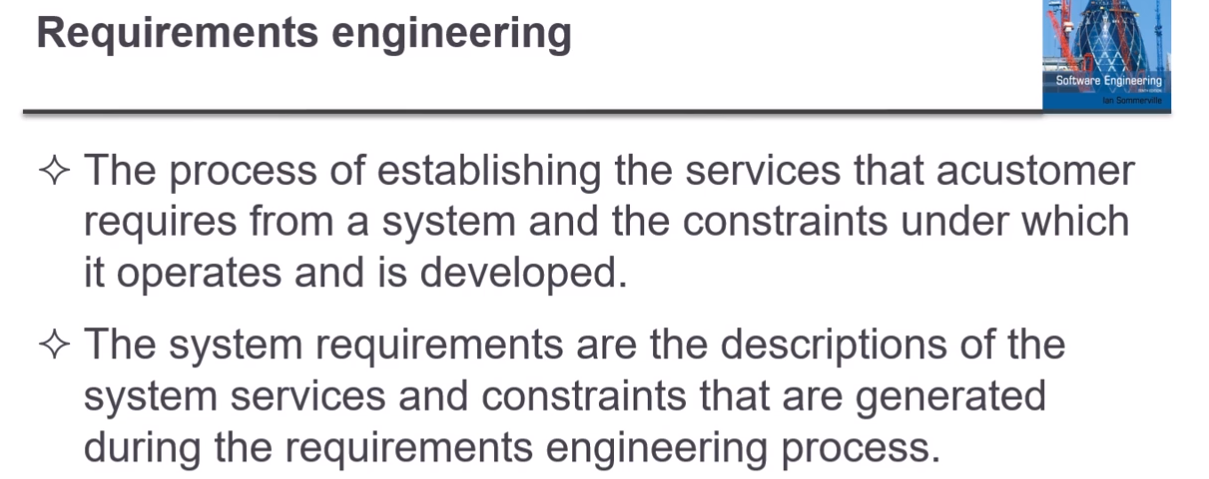 Requirements engineering
Software Engineering
Ian Sommerville
✧ The process of establishing the services that acustomer
requires from a system and the constraints under which
it operates and is developed.
✧ The system requirements are the descriptions of the
system services and constraints that are generated
during the requirements engineering process.